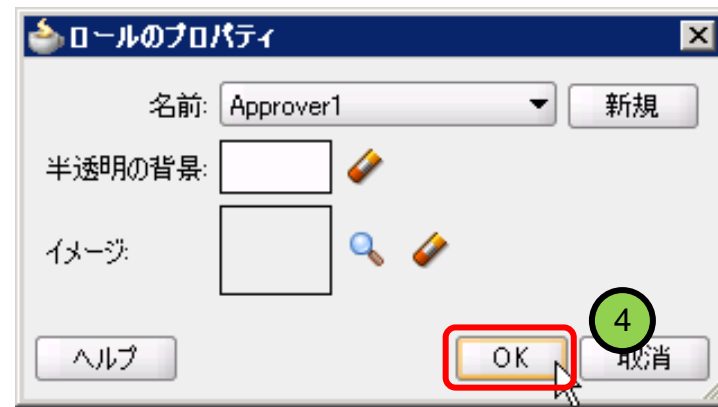 ロールのプロパティ
名前: Approver1 新規
半透明の背景:
イメージ:
4
ヘルプ OK 取消